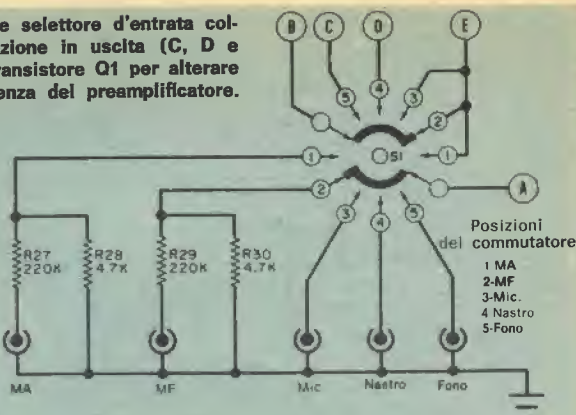 e selettore d'entrata col-
zione in uscita (C, D e
ransistore Q1 per alterare
enza del preamplificatore.
B C D E
5 4 3
2
1 S1 1
2 A
3 4 5
Posizioni
del commutatore
1 MA
2-MF
3-Mic.
4 Nastro
5-Fono
R27
220K
R28
4.7K
R29
220K
R30
4.7K
MA MF Mic Nastro Fono